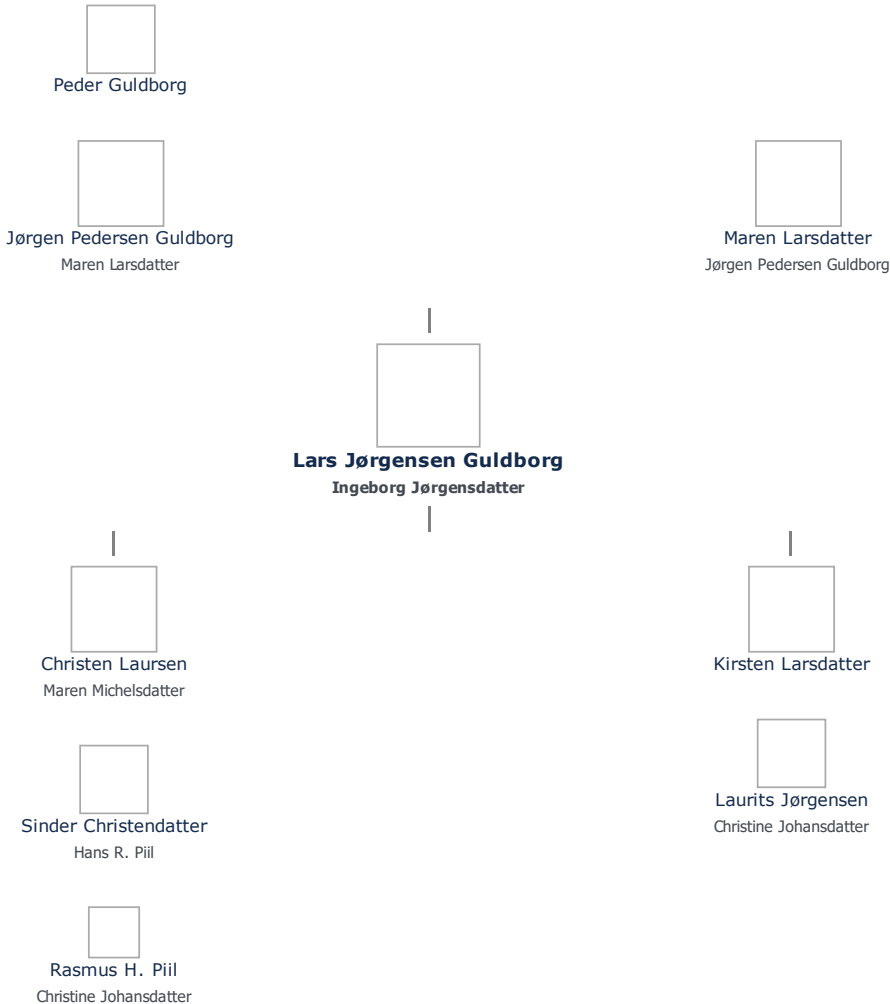 Peder Guldborg
Jørgen Pedersen Guldborg
Maren Larsdatter
Maren Larsdatter
Jørgen Pedersen Guldborg
Lars Jørgensen Guldborg
Ingeborg Jørgensdatter
Christen Laursen
Maren Michelsdatter
Kirsten Larsdatter
Sinder Christendatter
Hans R. Piil
Laurits Jørgensen
Christine Johansdatter
Rasmus H. Piil
Christine Johansdatter